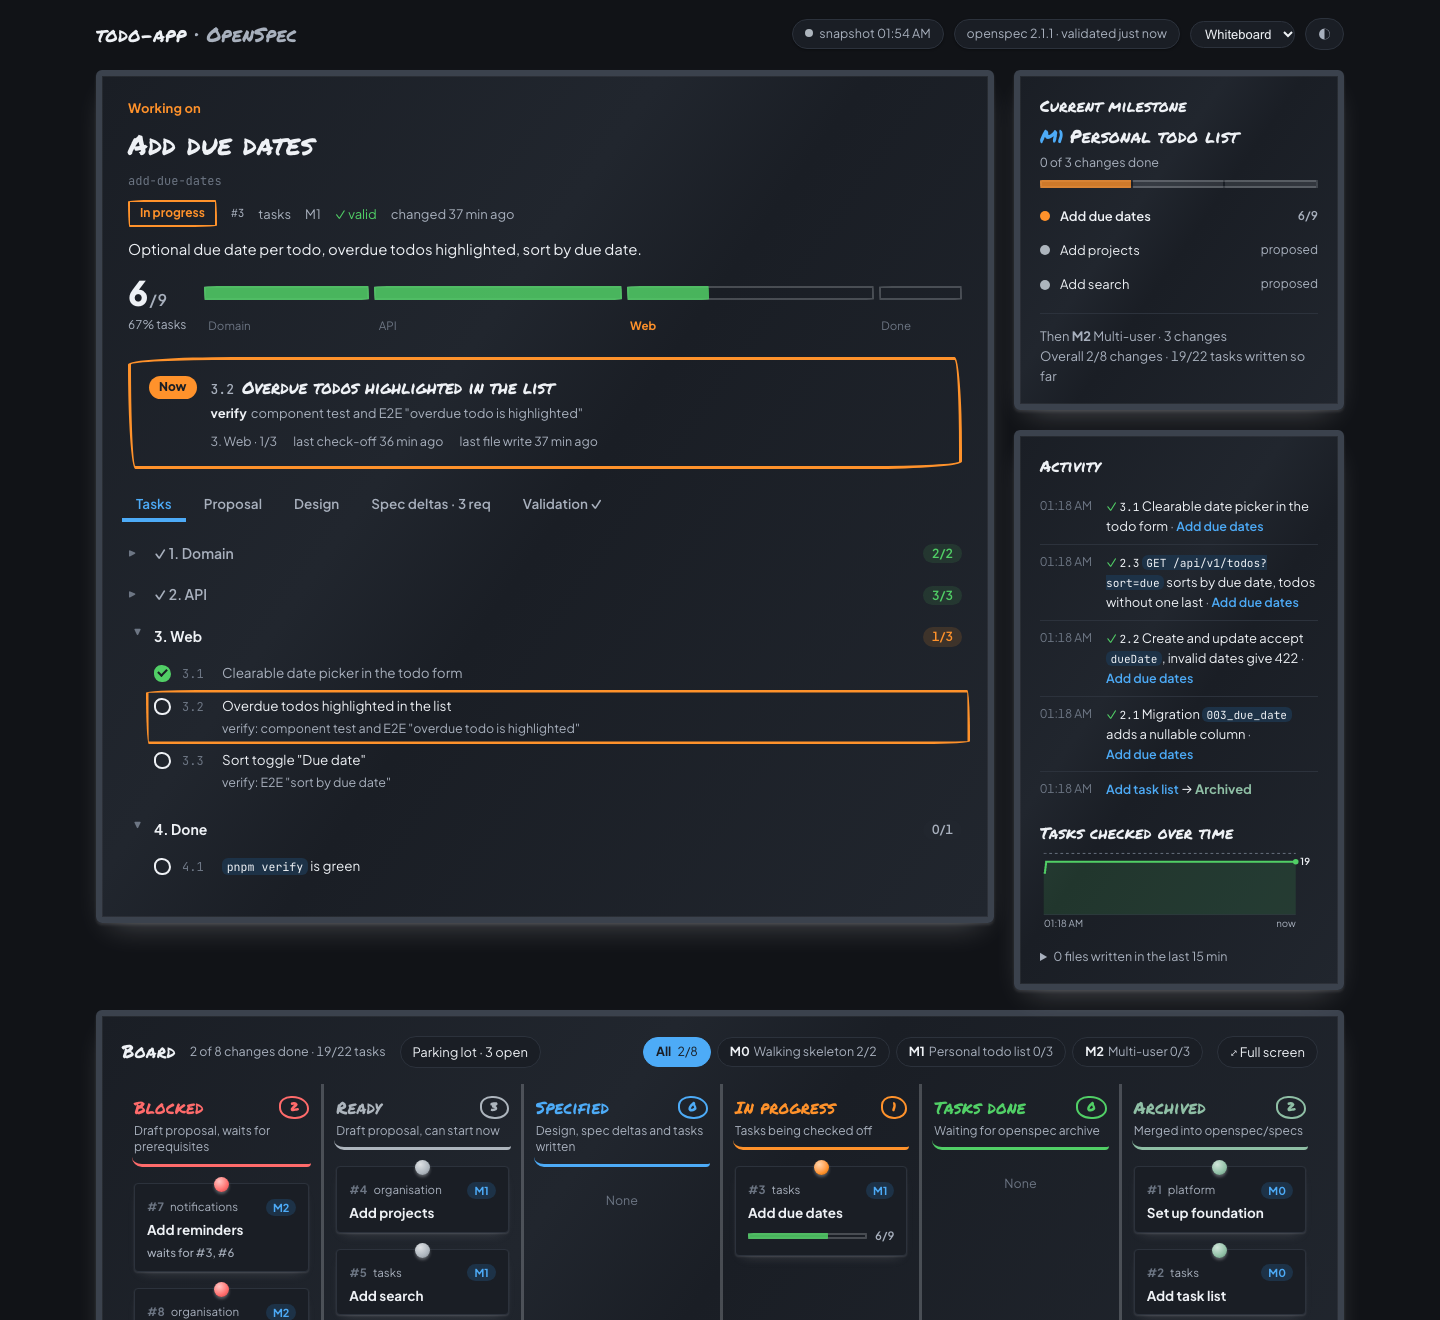 TODO-APP · OPENSPEC
snapshot 01:54 AM
openspec 2.1.1 · validated just now
Whiteboard
Working on
ADD DUE DATES
add-due-dates
In progress #3 tasks M1 ✓ valid changed 37 min ago
Optional due date per todo, overdue todos highlighted, sort by due date.
6/9
67% tasks
Domain
API
Web
Done
Now 3.2 OVERDUE TODOS HIGHLIGHTED IN THE LIST
verify component test and E2E "overdue todo is highlighted"
3. Web · 1/3 last check-off 36 min ago last file write 37 min ago
Tasks Proposal Design Spec deltas · 3 req Validation ✓
✓ 1. Domain 2/2
✓ 2. API 3/3
3. Web 1/3
3.1 Clearable date picker in the todo form
3.2 Overdue todos highlighted in the list
verify: component test and E2E "overdue todo is highlighted"
3.3 Sort toggle "Due date"
verify: E2E "sort by due date"
4. Done 0/1
4.1 pnpm verify is green
CURRENT MILESTONE
M1 PERSONAL TODO LIST
0 of 3 changes done
Add due dates 6/9
Add projects proposed
Add search proposed
Then M2 Multi-user · 3 changes
Overall 2/8 changes · 19/22 tasks written so
far
ACTIVITY
01:18 AM ✓ 3.1 Clearable date picker in the
todo form · Add due dates
01:18 AM ✓ 2.3 GET /api/v1/todos?
sort=due sorts by due date, todos
without one last · Add due dates
01:18 AM ✓ 2.2 Create and update accept
dueDate, invalid dates give 422 ·
Add due dates
01:18 AM ✓ 2.1 Migration 003_due_date
adds a nullable column ·
Add due dates
01:18 AM Add task list → Archived
TASKS CHECKED OVER TIME
19
01:18 AM now
0 files written in the last 15 min
BOARD 2 of 8 changes done · 19/22 tasks Parking lot · 3 open
All 2/8 M0 Walking skeleton 2/2 M1 Personal todo list 0/3 M2 Multi-user 0/3 Full screen
BLOCKED 2
Draft proposal, waits for
prerequisites
#7 notifications M2
Add reminders
waits for #3, #6
#8 organisation M2
READY 3
Draft proposal, can start now
#4 organisation M1
Add projects
#5 tasks M1
Add search
SPECIFIED 0
Design, spec deltas and tasks
written
None
IN PROGRESS 1
Tasks being checked off
#3 tasks M1
Add due dates
6/9
TASKS DONE 0
Waiting for openspec archive
None
ARCHIVED 2
Merged into openspec/specs
#1 platform M0
Set up foundation
#2 tasks M0
Add task list